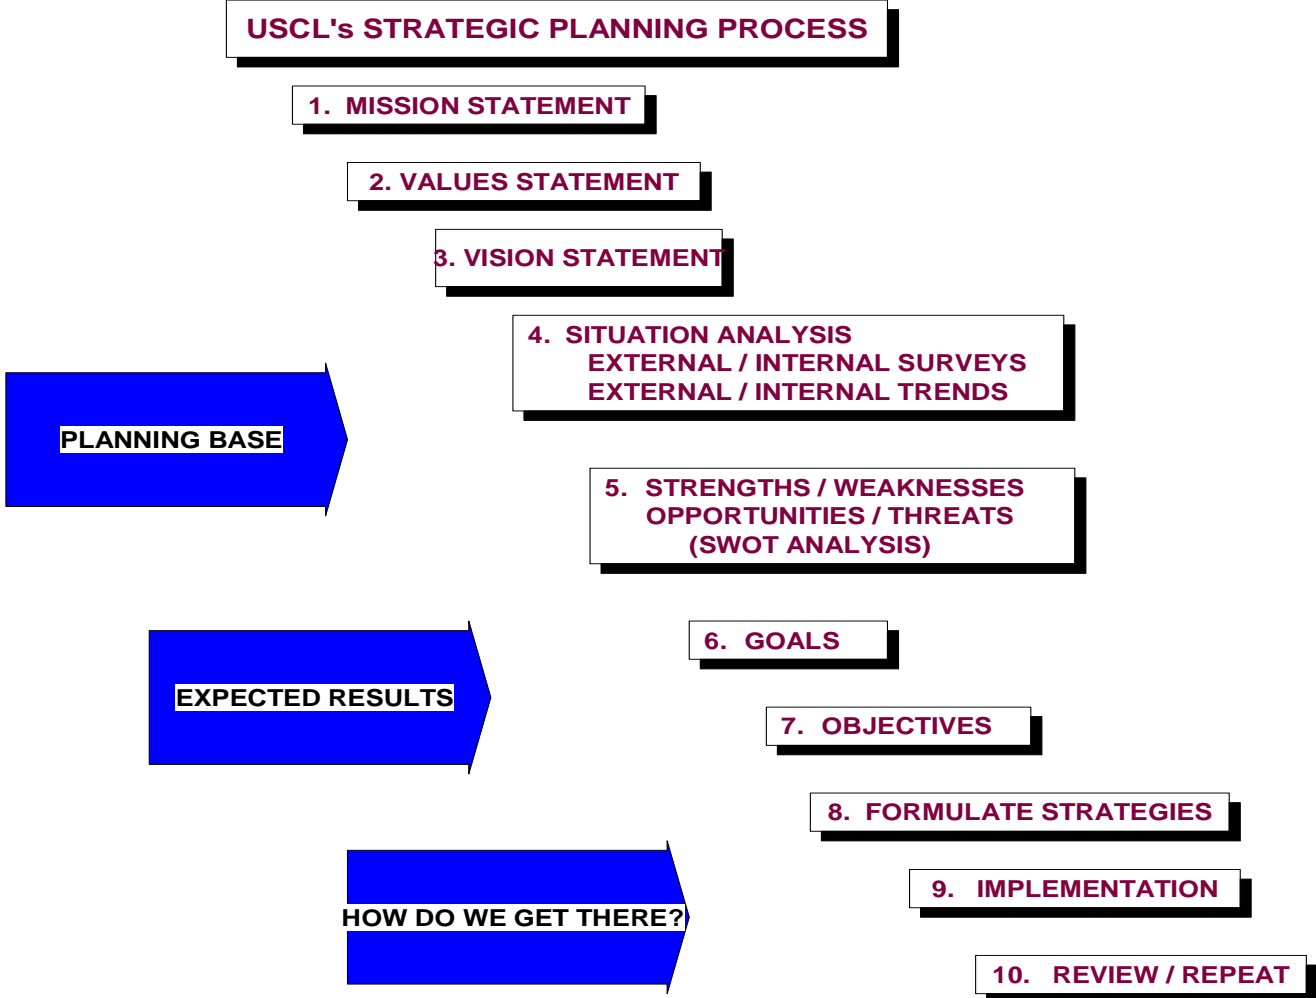 USCL's STRATEGIC PLANNING PROCESS
1. MISSION STATEMENT
2. VALUES STATEMENT
3. VISION STATEMENT
4. SITUATION ANALYSIS
EXTERNAL / INTERNAL SURVEYS
EXTERNAL / INTERNAL TRENDS
PLANNING BASE
5. STRENGTHS / WEAKNESSES
OPPORTUNITIES / THREATS
(SWOT ANALYSIS)
6. GOALS
EXPECTED RESULTS
7. OBJECTIVES
8. FORMULATE STRATEGIES
9. IMPLEMENTATION
HOW DO WE GET THERE?
10. REVIEW / REPEAT